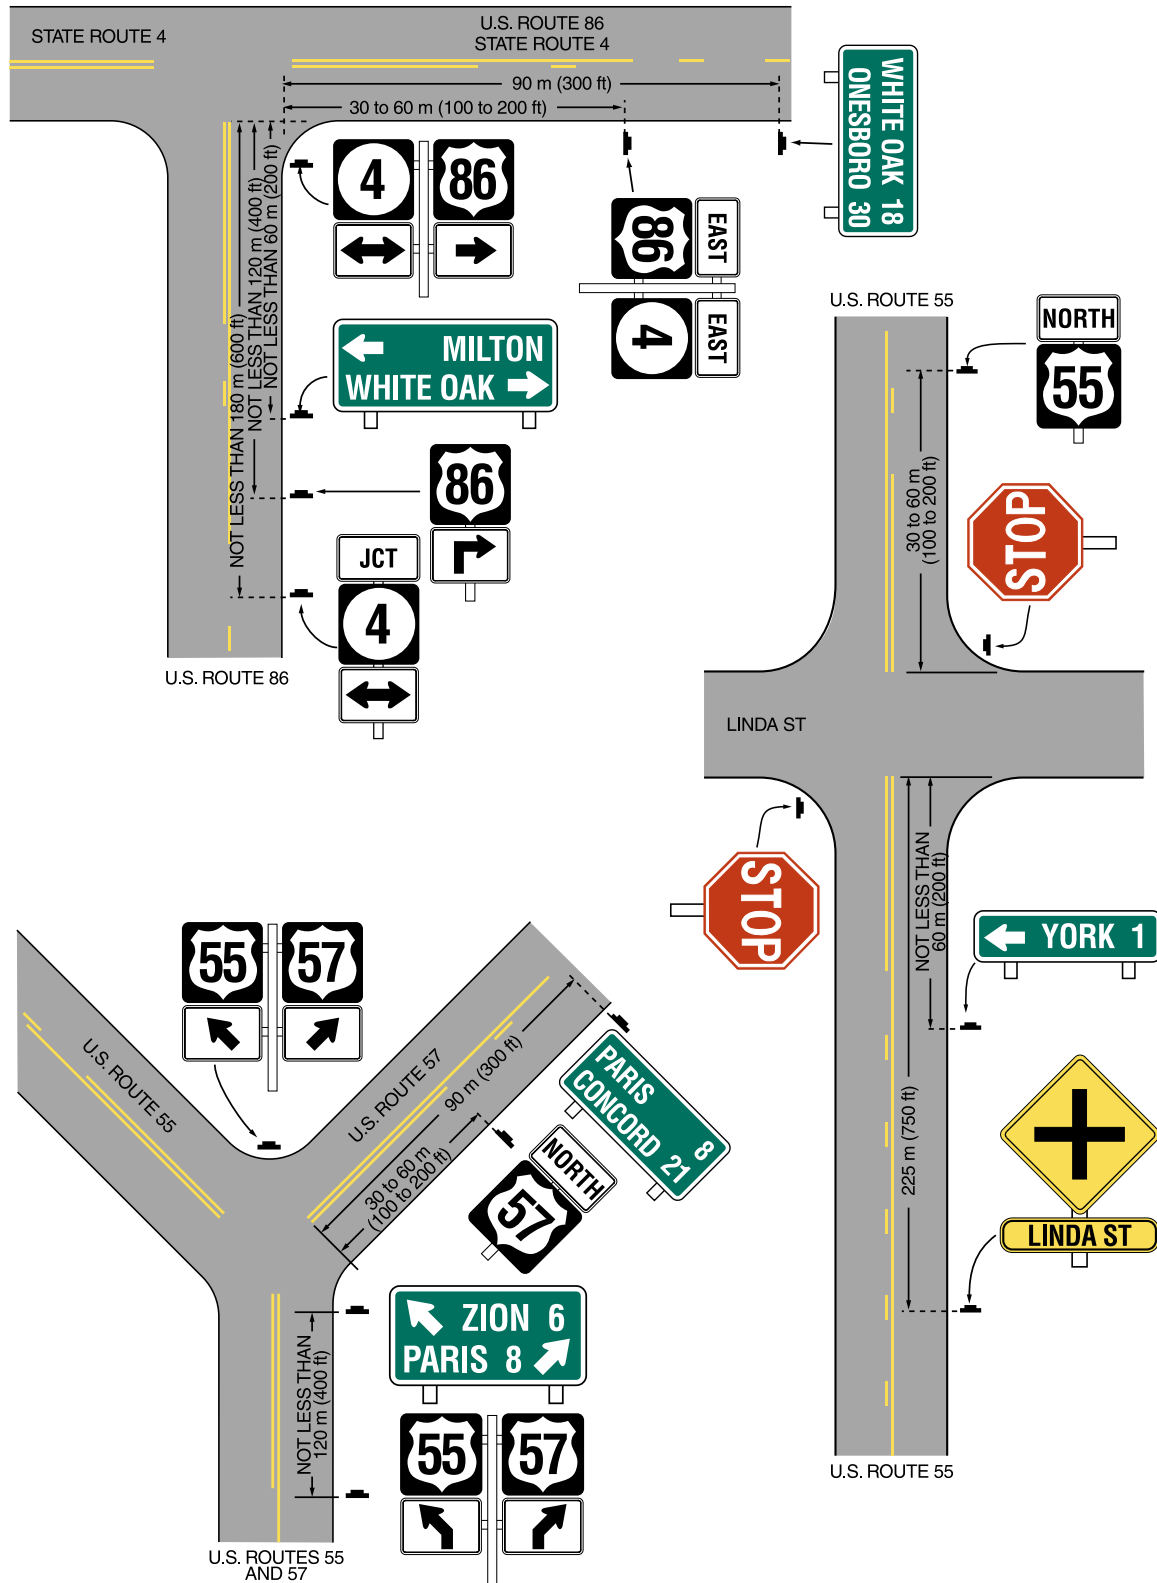 STATE ROUTE 4
U.S. ROUTE 86
STATE ROUTE 4
90 m (300 ft)
30 to 60 m (100 to 200 ft)
WHITE OAK 18
ONESBORO 30
NOT LESS THAN 180 m (600 ft)
NOT LESS THAN 120 m (400 ft)
NOT LESS THAN 60 m (200 ft)
4
86
86
EAST
4
EAST
MILTON
WHITE OAK
86
JCT
4
U.S. ROUTE 86
U.S. ROUTE 55
NORTH
55
30 to 60 m
(100 to 200 ft)
STOP
LINDA ST
STOP
NOT LESS THAN
60 m (200 ft)
YORK 1
225 m (750 ft)
LINDA ST
U.S. ROUTE 55
55
57
U.S. ROUTE 55
U.S. ROUTE 57
90 m (300 ft)
30 to 60 m
(100 to 200 ft)
PARIS 8
CONCORD 21
NORTH
57
ZION 6
PARIS 8
NOT LESS THAN
120 m (400 ft)
55
57
U.S. ROUTES 55
AND 57